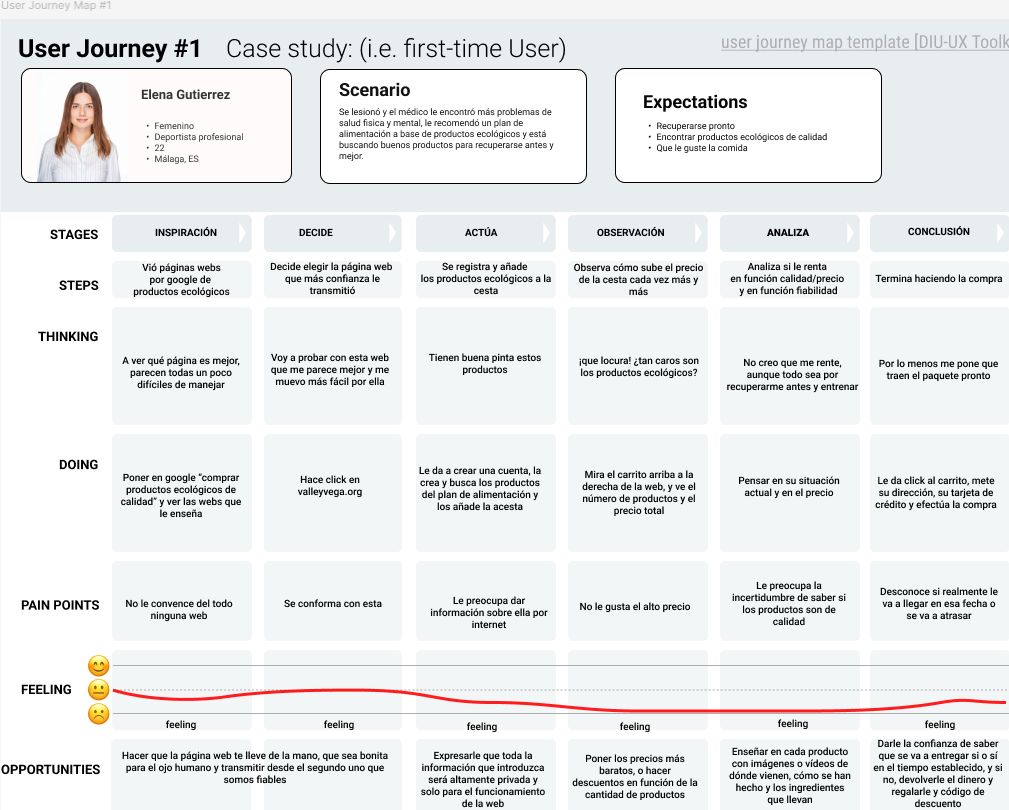 User Journey Map #1
User Journey #1 Case study: (i.e. first-time User)
user journey map template [DIU-UX Toolk
Elena Gutierrez
• Femenino
• Deportista profesional
• 22
• Málaga, ES
Scenario
Se lesionó y el médico le encontró más problemas de
salud fisica y mental, le recomendó un plan de
alimentación a base de productos ecológicos y está
buscando buenos productos para recuperarse antes y
mejor.
Expectations
• Recuperarse pronto
• Encontrar productos ecológicos de calidad
• Que le guste la comida
STAGES
INSPIRACIÓN
DECIDE
ACTÚA
OBSERVACIÓN
ANALIZA
CONCLUSIÓN
STEPS
Vió páginas webs
por google de
productos ecológicos
Decide elegir la página web
que más confianza le
transmitió
Se registra y añade
los productos ecológicos a la
cesta
Observa cómo sube el precio
de la cesta cada vez más y
más
Analiza si le renta
en función calidad/precio
y en función fiabilidad
Termina haciendo la compra
THINKING
A ver qué página es mejor,
parecen todas un poco
difíciles de manejar
Voy a probar con esta web
que me parece mejor y me
muevo más fácil por ella
Tienen buena pinta estos
productos
¡que locura! ¿tan caros son
los productos ecológicos?
No creo que me rente,
aunque todo sea por
recuperarme antes y entrenar
Por lo menos me pone que
traen el paquete pronto
DOING
Poner en google “comprar
productos ecológicos de
calidad” y ver las webs que
le enseña
Hace click en
valleyvega.org
Le da a crear una cuenta, la
crea y busca los productos
del plan de alimentación y
los añade la acesta
Mira el carrito arriba a la
derecha de la web, y ve el
número de productos y el
precio total
Pensar en su situación
actual y en el precio
Le da click al carrito, mete
su dirección, su tarjeta de
crédito y efectúa la compra
PAIN POINTS
No le convence del todo
ninguna web
Se conforma con esta
Le preocupa dar
información sobre ella por
internet
No le gusta el alto precio
Le preocupa la
incertidumbre de saber si
los productos son de
calidad
Desconoce si realmente le
va a llegar en esa fecha o
se va a atrasar
FEELING
feeling
feeling
feeling
feeling
feeling
feeling
OPPORTUNITIES
Hacer que la página web te lleve de la mano, que sea bonita
para el ojo humano y transmitir desde el segundo uno que
somos fiables
Expresarle que toda la
información que introduzca
será altamente privada y
solo para el funcionamiento
de la web
Poner los precios más
baratos, o hacer
descuentos en función de la
cantidad de productos
Enseñar en cada producto
con imágenes o vídeos de
dónde vienen, cómo se han
hecho y los ingredientes
que llevan
Darle la confianza de saber
que se va a entregar si o sí
en el tiempo establecido, y si
no, devolverle el dinero y
regalarle y código de
descuento